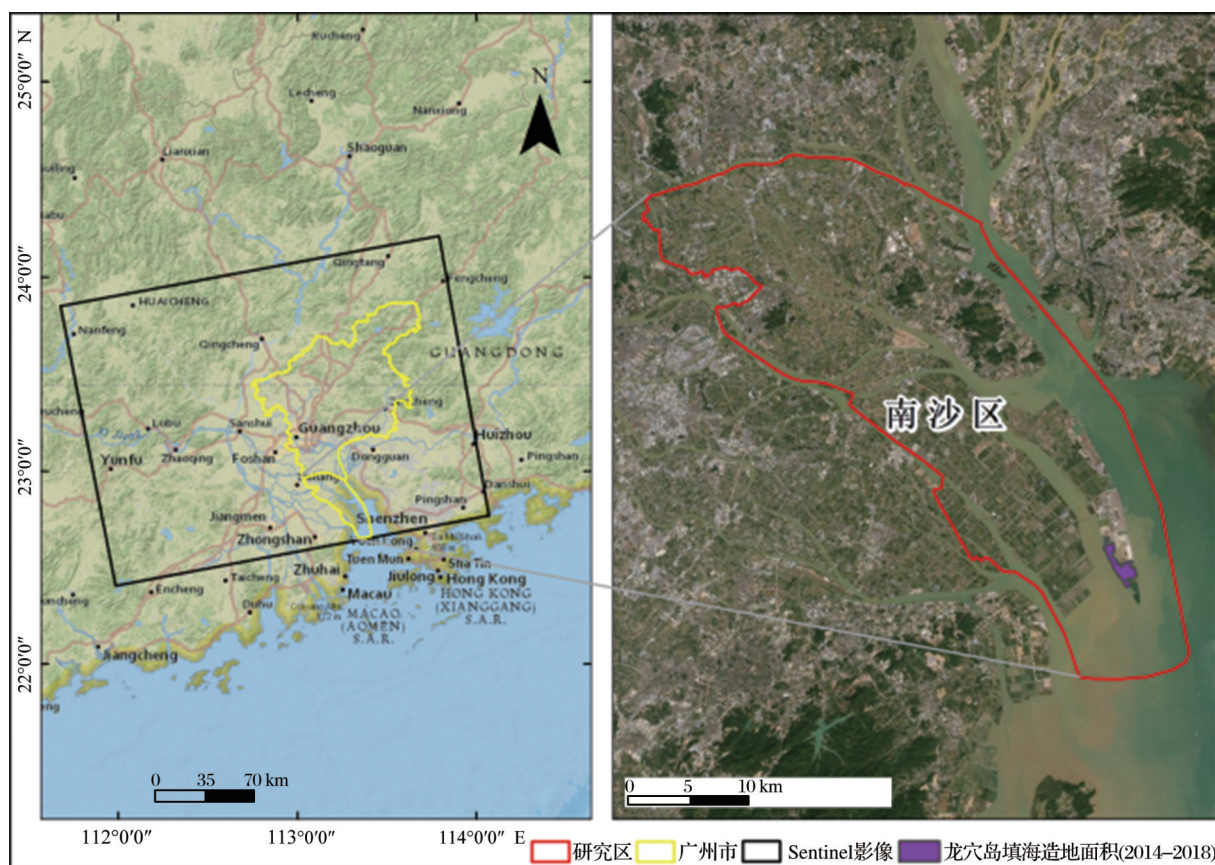 25°0′0″ N
24°0′0″
23°0′0″
22°0′0″
N
Rucheng
Lecheng
Nanxiong
Lianxian
Shaoguan
Qingtang
Fengcheng
HUAICHENG
Nanfeng
Qingcheng
GUANGDONG
Lubu
Sanshui
Guangzhou
Huizhou
Yunfu
Zhaoqing
Foshan
Dongguan
Pingshan
Danshui
Pingshan
Jiangmen
Shenzhen
Zhongshan
Tuen Mun
Sha Tin
Taicheng
Zhuhai
Jiulong
Hong Kong
Encheng
Macau
HONG KONG
(XIANGGANG)
S.A.R.
Duhu
MACAO
(AOMEN)
S.A.R.
Jiangcheng
0 35 70 km
112°0′0″
113°0′0″
114°0′0″ E
南沙区
0 5 10 km
研究区
广州市
Sentinel影像
龙穴岛填海造地面积(2014–2018)